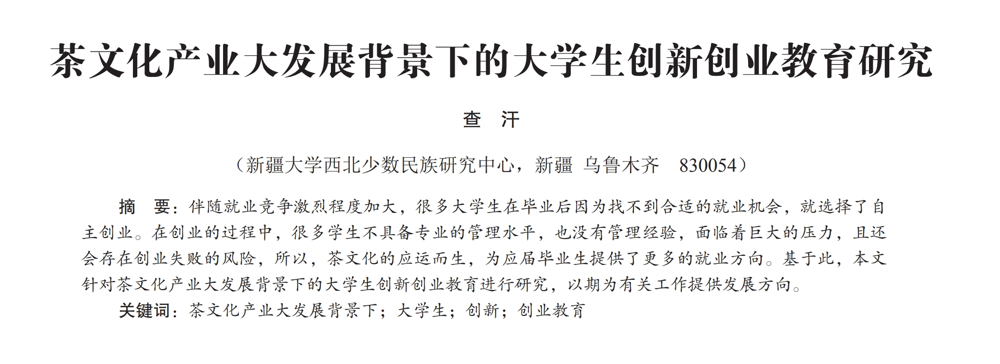 茶文化产业大发展背景下的大学生创新创业教育研究
查　汗
（新疆大学西北少数民族研究中心，新疆 乌鲁木齐　830054）
摘　要：伴随就业竞争激烈程度加大，很多大学生在毕业后因为找不到合适的就业机会，就选择了自
主创业。在创业的过程中，很多学生不具备专业的管理水平，也没有管理经验，面临着巨大的压力，且还
会存在创业失败的风险，所以，茶文化的应运而生，为应届毕业生提供了更多的就业方向。基于此，本文
针对茶文化产业大发展背景下的大学生创新创业教育进行研究，以期为有关工作提供发展方向。
关键词：茶文化产业大发展背景下；大学生；创新；创业教育